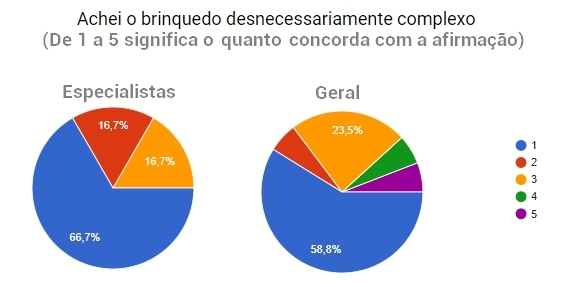 Achei o brinquedo desnecessariamente complexo
(De 1 a 5 significa o quanto concorda com a afirmação)
Especialistas
Geral
16,7%
16,7%
66,7%
23,5%
58,8%
1
2
3
4
5